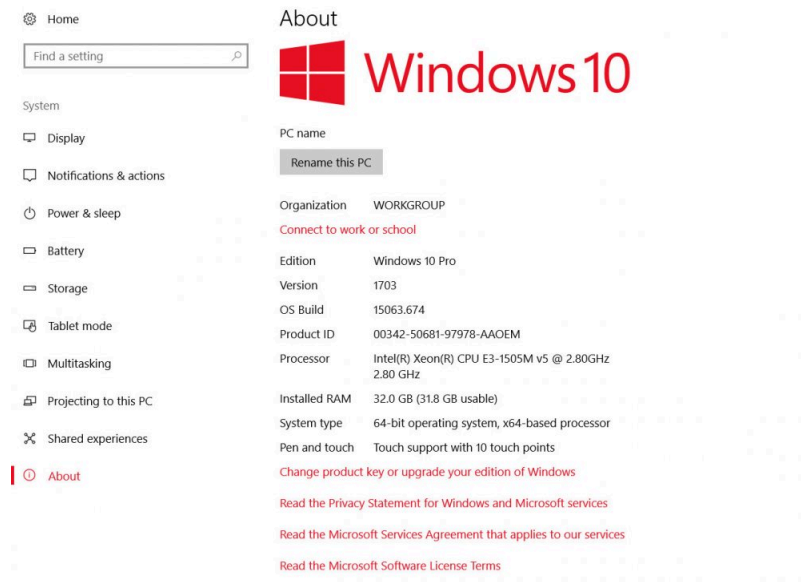 Home
Find a setting
System
Display
Notifications & actions
Power & sleep
Battery
Storage
Tablet mode
Multitasking
Projecting to this PC
Shared experiences
About
About
Windows 10
PC name
Rename this PC
Organization WORKGROUP
Connect to work or school
Edition Windows 10 Pro
Version 1703
OS Build 15063.674
Product ID 00342-50681-97978-AAOEM
Processor Intel(R) Xeon(R) CPU E3-1505M v5 @ 2.80GHz
2.80 GHz
Installed RAM 32.0 GB (31.8 GB usable)
System type 64-bit operating system, x64-based processor
Pen and touch Touch support with 10 touch points
Change product key or upgrade your edition of Windows
Read the Privacy Statement for Windows and Microsoft services
Read the Microsoft Services Agreement that applies to our services
Read the Microsoft Software License Terms